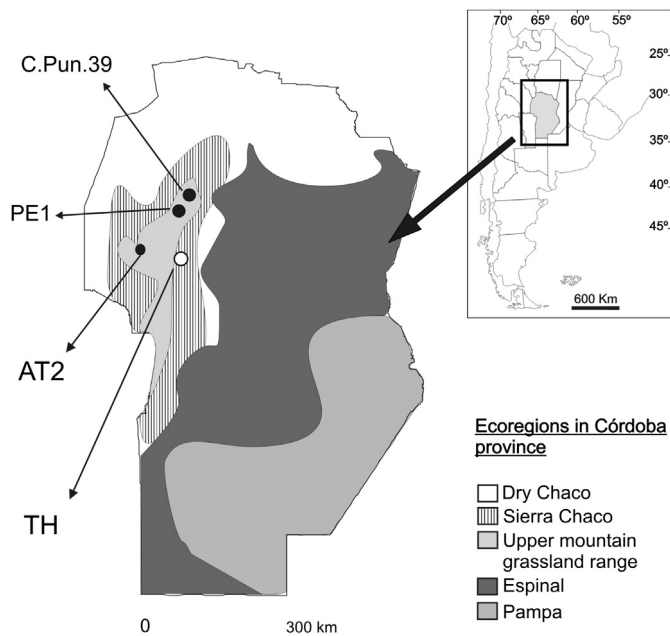 C.Pun.39
PE1
AT2
TH
0 300 km
70º 65º 60º 55º
25º
30º
35º
40º
45º
600 Km
Ecoregions in Córdoba
province
Dry Chaco
Sierra Chaco
Upper mountain
grassland range
Espinal
Pampa